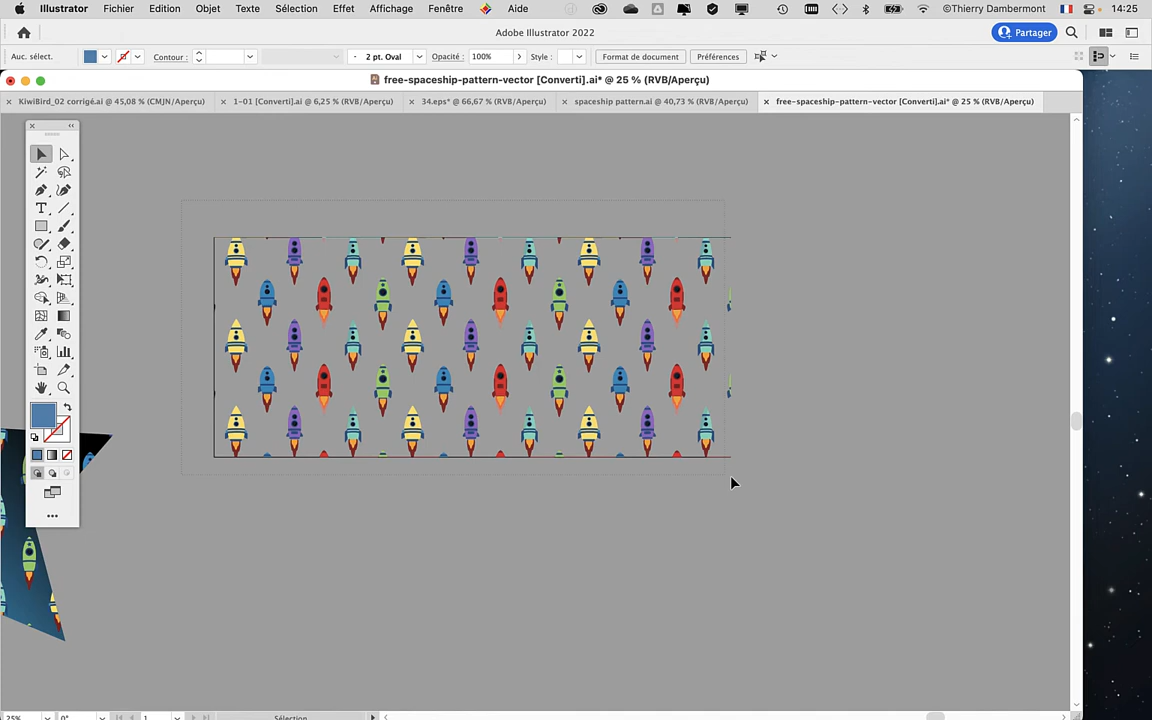 Illustrator Fichier Edition Objet Texte Sélection Effet Affichage Fenêtre Aide ©Thierry Dambermont 14:25
Adobe Illustrator 2022 Partager
Auc. sélect. Contour : 2 pt. Oval Opacité : 100% Style : Format de document Préférences
free-spaceship-pattern-vector [Converti].ai* @ 25 % (RVB/Aperçu)
KiwiBird_02 corrigé.ai @ 45,08 % (CMJN/Aperçu) 1-01 [Converti].ai @ 6,25 % (RVB/Aperçu) 34.eps* @ 66,67 % (RVB/Aperçu) spaceship pattern.ai @ 40,73 % (RVB/Aperçu) free-spaceship-pattern-vector [Converti].ai* @ 25 % (RVB/Aperçu)
25% 0° 1 Sélection